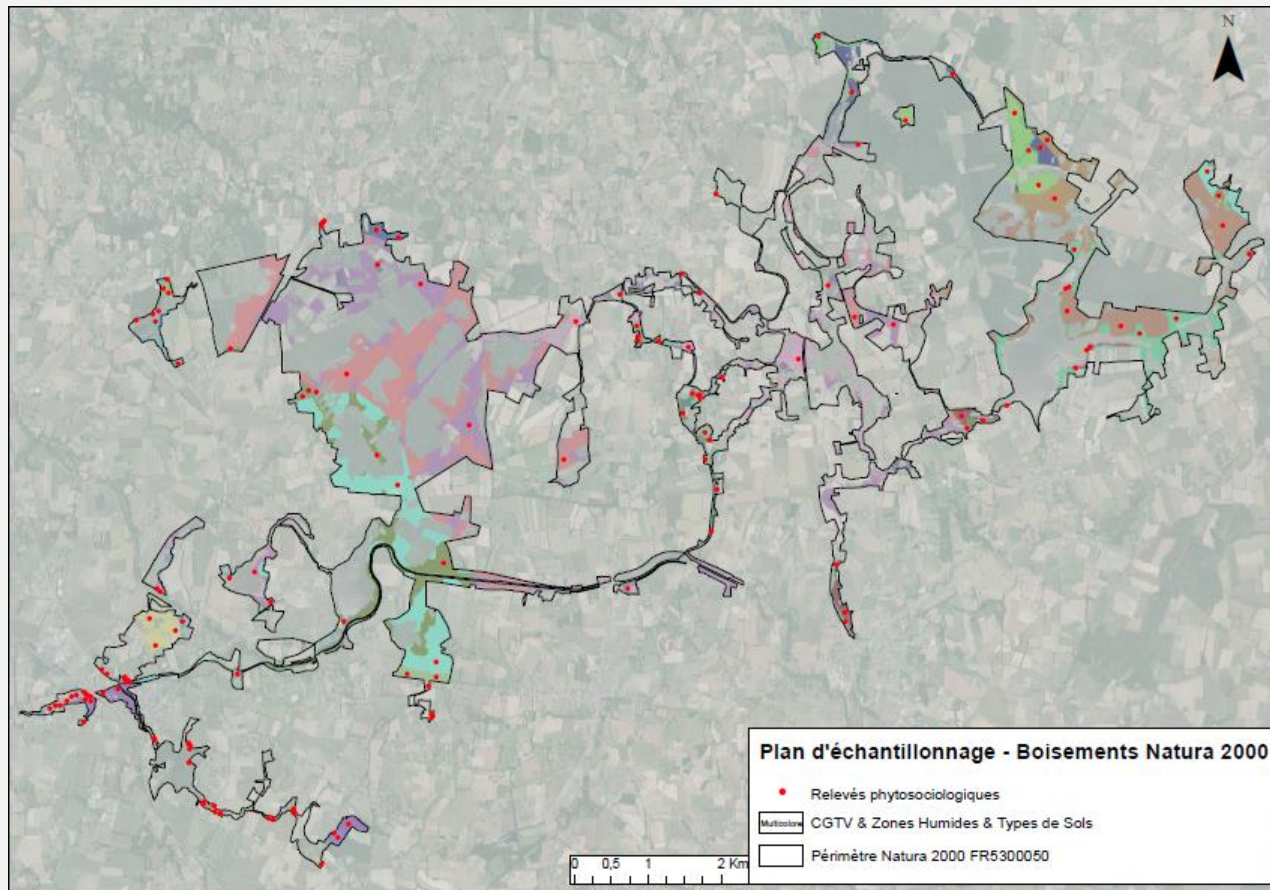 N
Plan d'échantillonnage - Boisements Natura 2000
Relevés phytosociologiques
Multicolore CGTV & Zones Humides & Types de Sols
Périmètre Natura 2000 FR5300050
0 0,5 1 2 Km